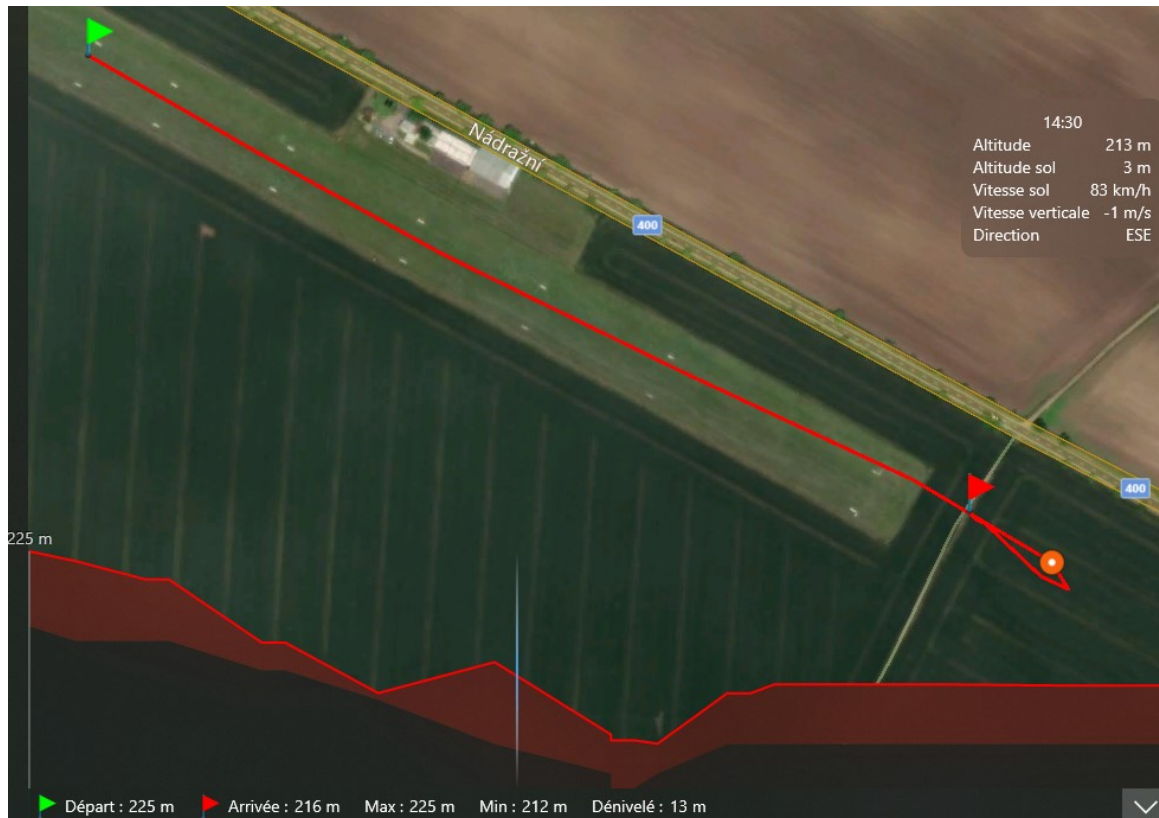 Nádražní
400
14:30
Altitude 213 m
Altitude sol 3 m
Vitesse sol 83 km/h
Vitesse verticale -1 m/s
Direction ESE
400
225 m
Départ : 225 m Arrivée : 216 m Max : 225 m Min : 212 m Dénivelé : 13 m